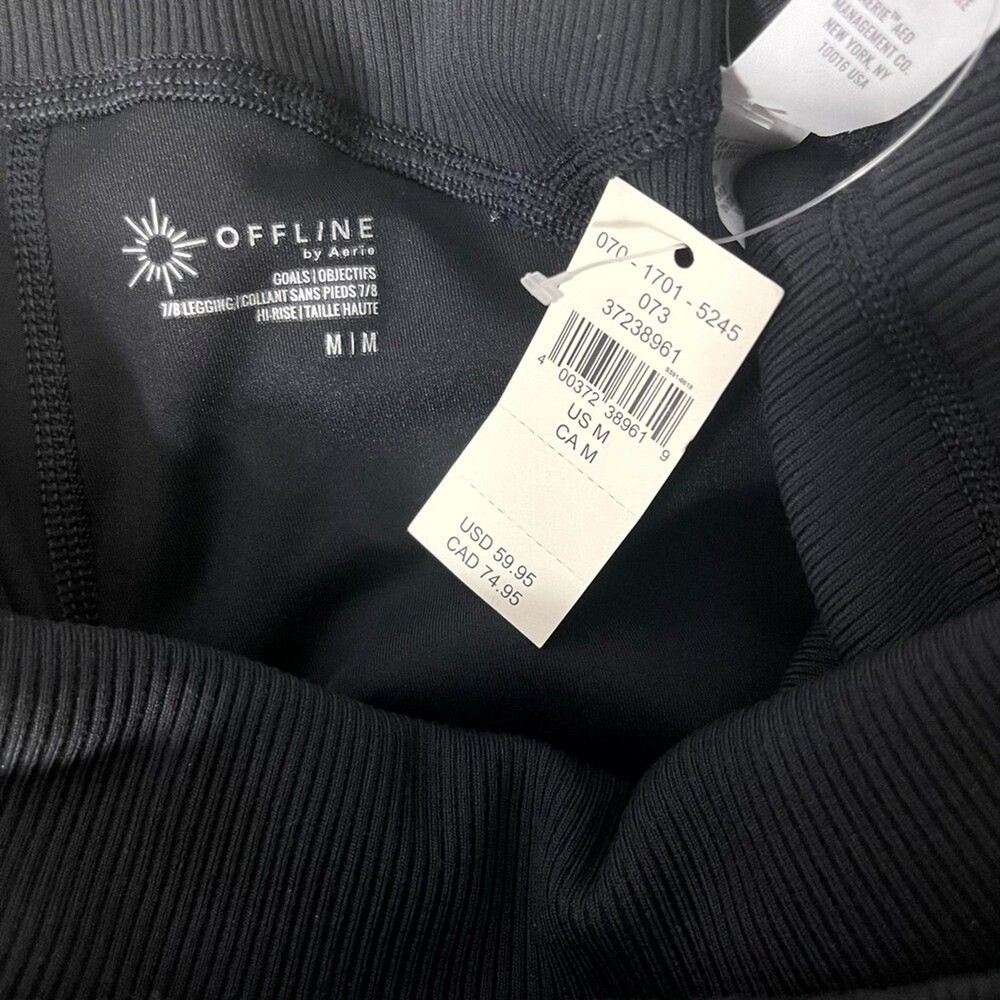 OFFLINE
by Aerie
GOALS | OBJECTIFS
7/8 LEGGING | COLLANT SANS PIEDS 7/8
HI-RISE | TAILLE HAUTE
M | M
AERIE™ AEO
MANAGEMENT CO.
NEW YORK, NY
10016 USA
070 - 1701 - 5245
073
37238961
4 00372 38961 9
US M
CA M
USD 59.95
CAD 74.95